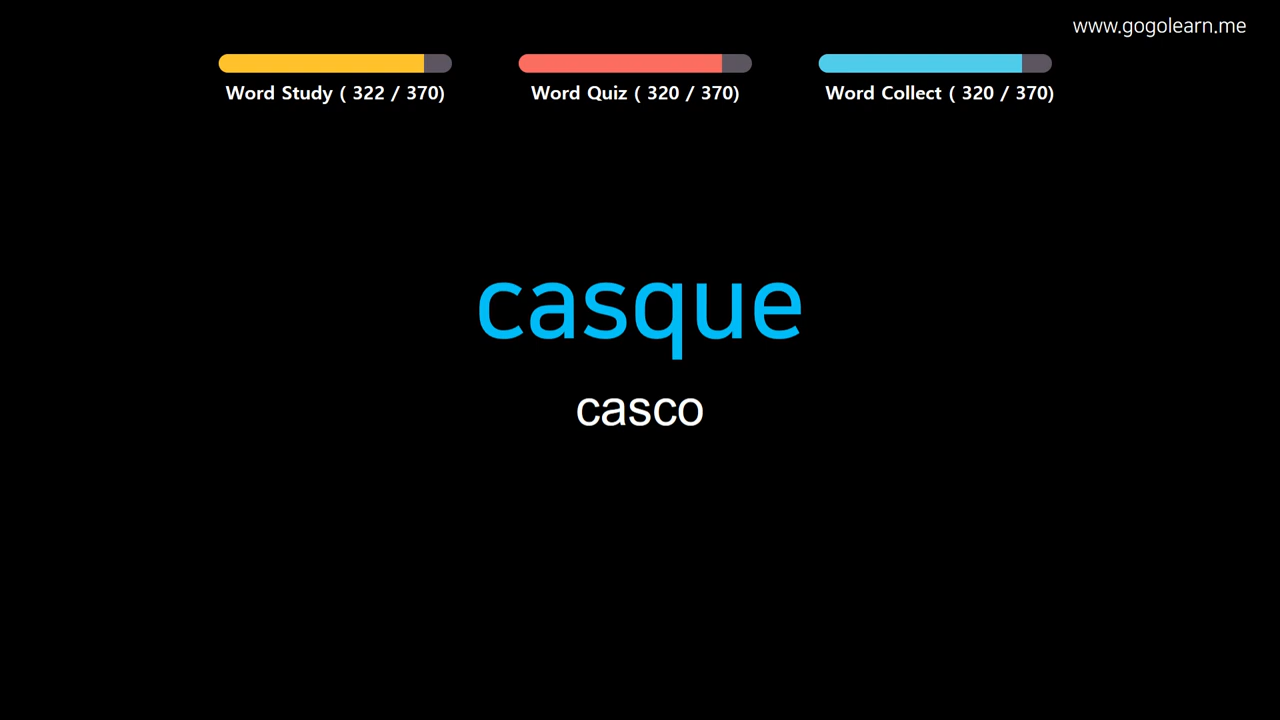 www.gogolearn.me
Word Study ( 322 / 370)
Word Quiz ( 320 / 370)
Word Collect ( 320 / 370)
casque
casco